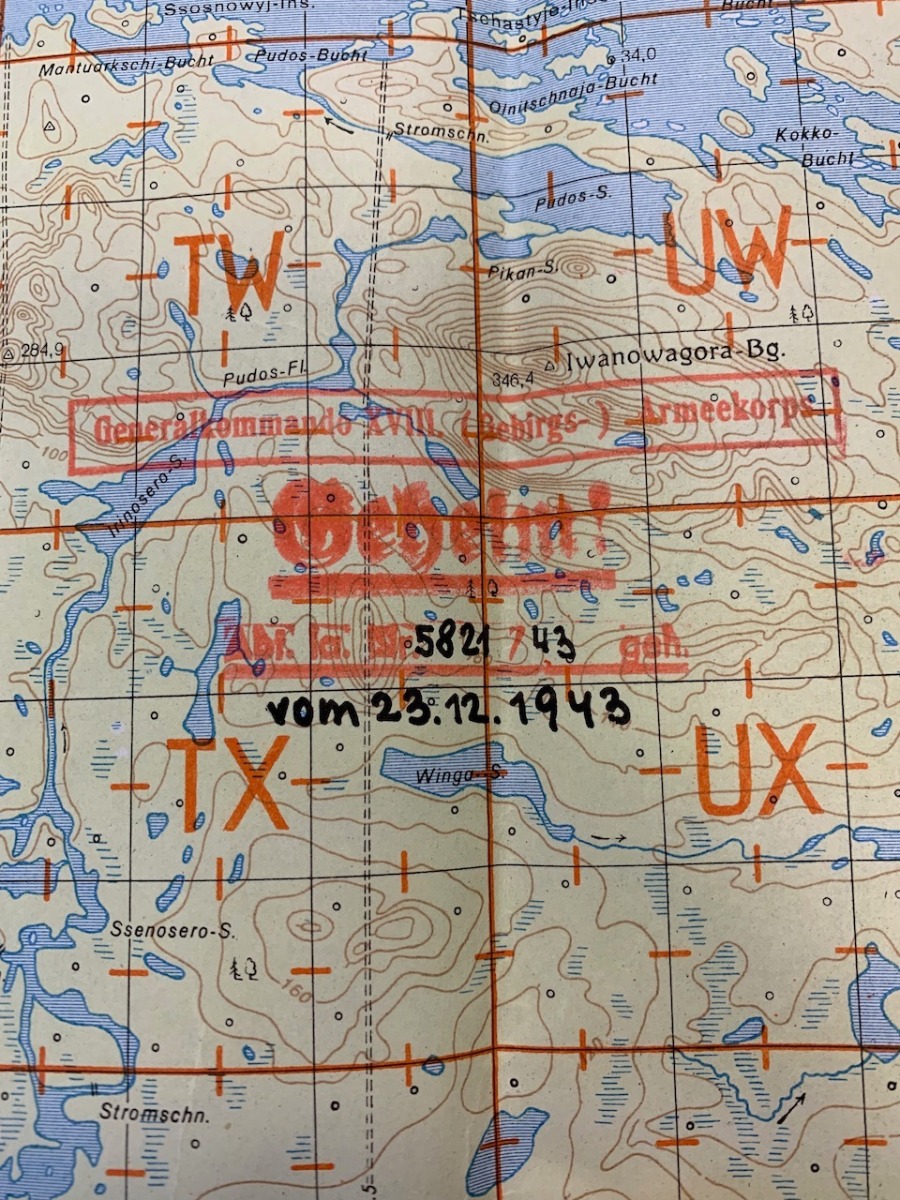 Ssosnowyj-Ins.
Bucht
Mantuarkschi-Bucht
Pudos-Bucht
34,0
Olnitschnaja-Bucht
Stromschn.
Kokko-
Bucht
Pudos-S.
TW
UW
Pikan-S.
284,9
Iwanowagora-Bg.
346,4
Pudos-Fl.
Generalkommando XVIII. (Gebirgs-) Armeekorps
100
Irinosero-S.
Geheim!
Abt. Ia. Nr. 5821 / 43 geh.
vom 23.12.1943
TX
UX
Winga-S.
Ssenosero-S.
160
Stromschn.